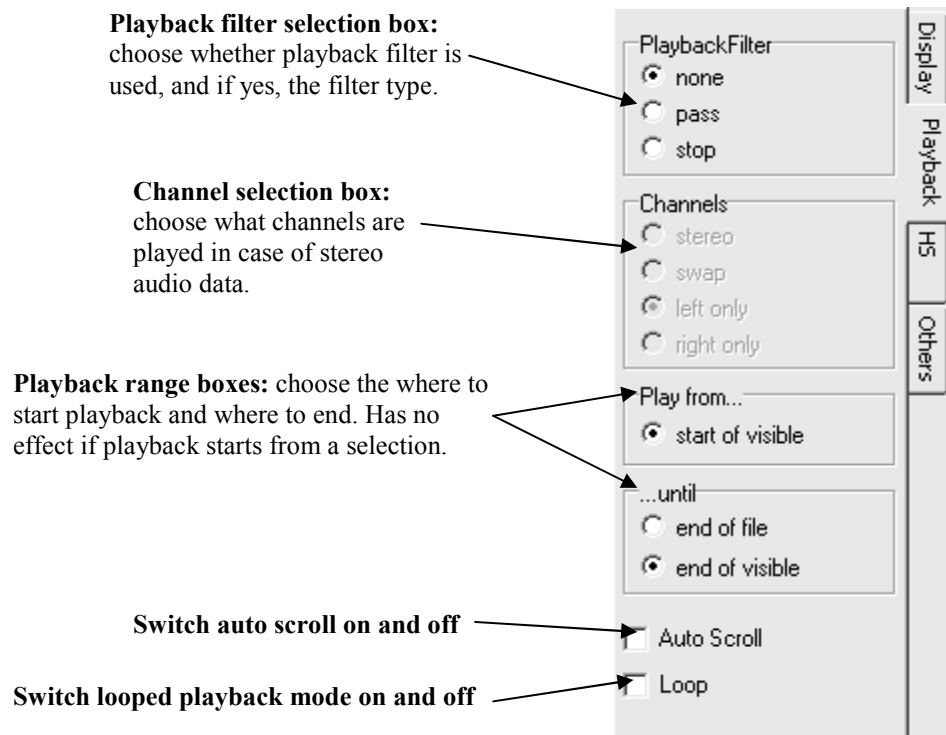 Playback filter selection box:
choose whether playback filter is
used, and if yes, the filter type.
Channel selection box:
choose what channels are
played in case of stereo
audio data.
Playback range boxes: choose the where to
start playback and where to end. Has no
effect if playback starts from a selection.
Switch auto scroll on and off
Switch looped playback mode on and off
PlaybackFilter
none
pass
stop
Channels
stereo
swap
left only
right only
Play from...
start of visible
...until
end of file
end of visible
Auto Scroll
Loop
Display
Playback
HS
Others